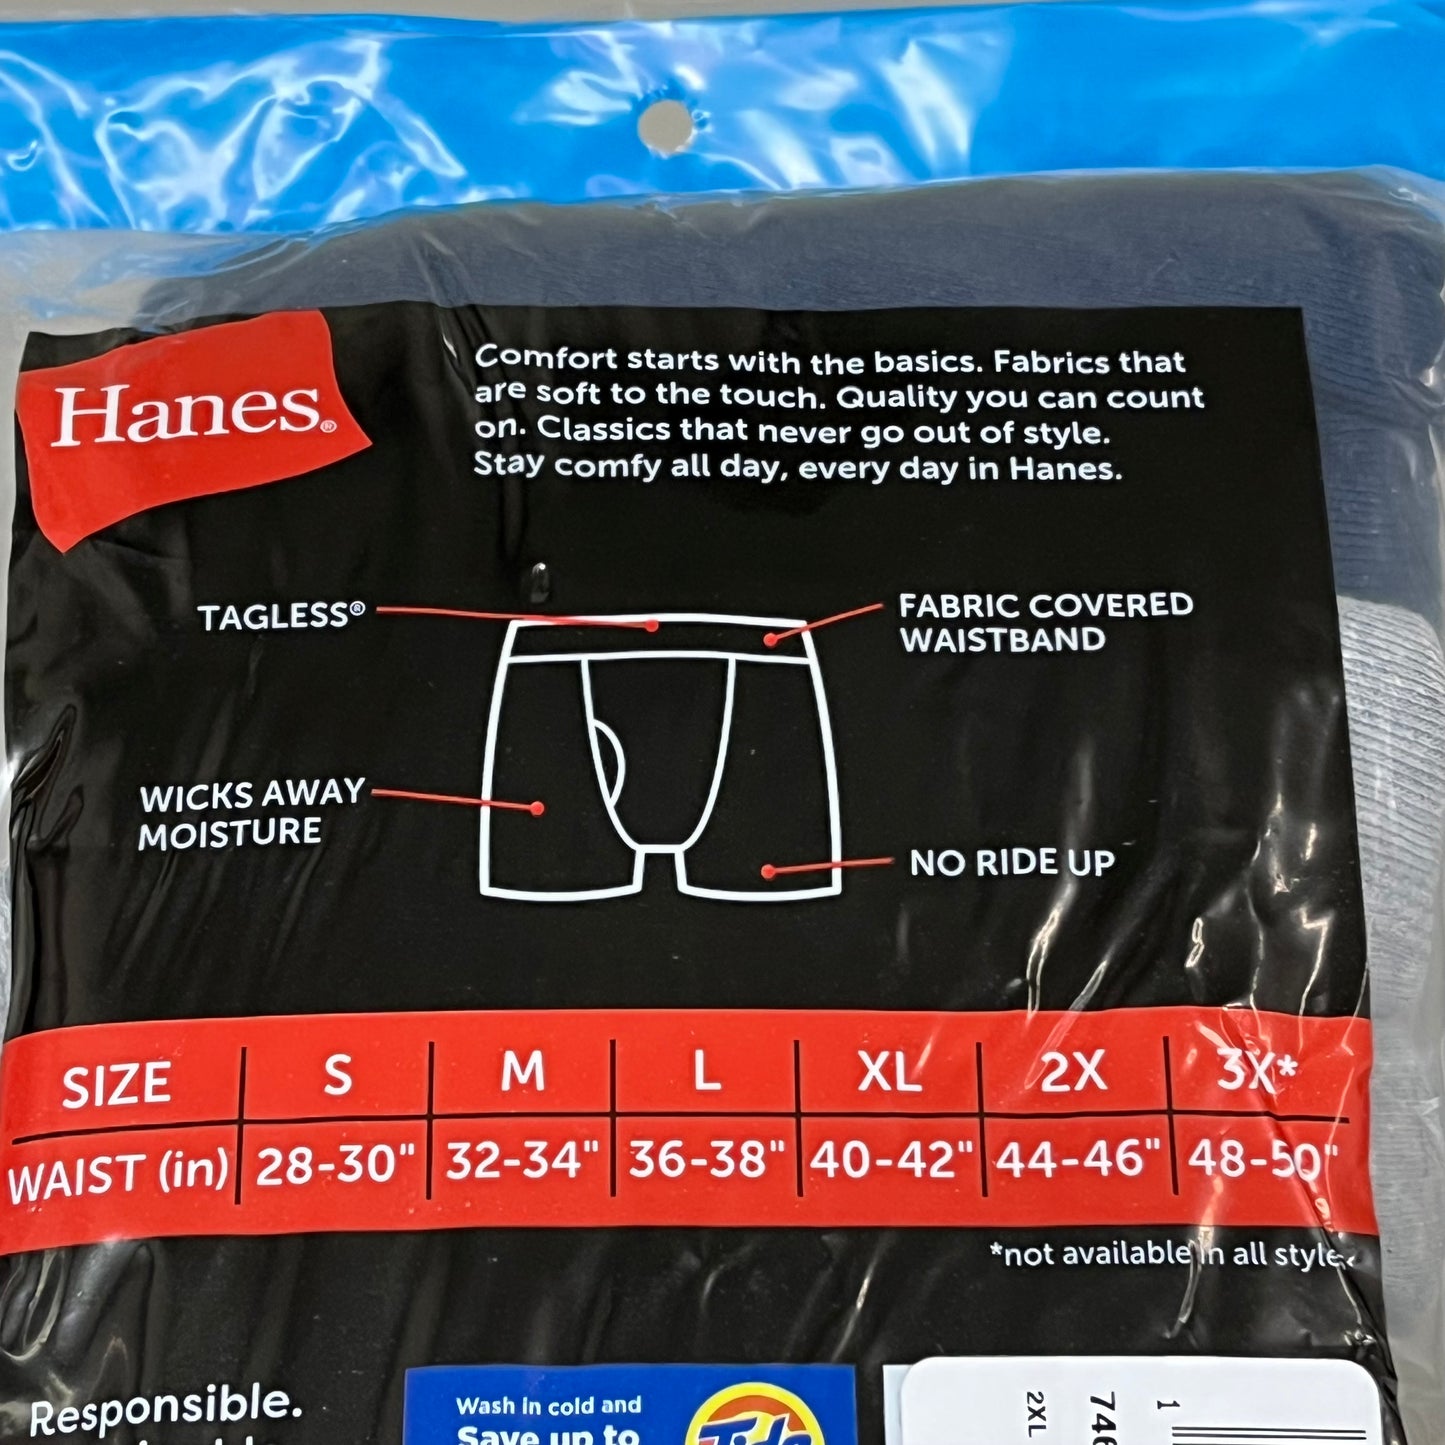 Hanes®
Comfort starts with the basics. Fabrics that
are soft to the touch. Quality you can count
on. Classics that never go out of style.
Stay comfy all day, every day in Hanes.
TAGLESS®
FABRIC COVERED
WAISTBAND
WICKS AWAY
MOISTURE
NO RIDE UP
SIZE S M L XL 2X 3X*
WAIST (in) 28-30" 32-34" 36-38" 40-42" 44-46" 48-50"
*not available in all
Responsible.
Wash in cold and
Save up to
Tide
2XL
746
1